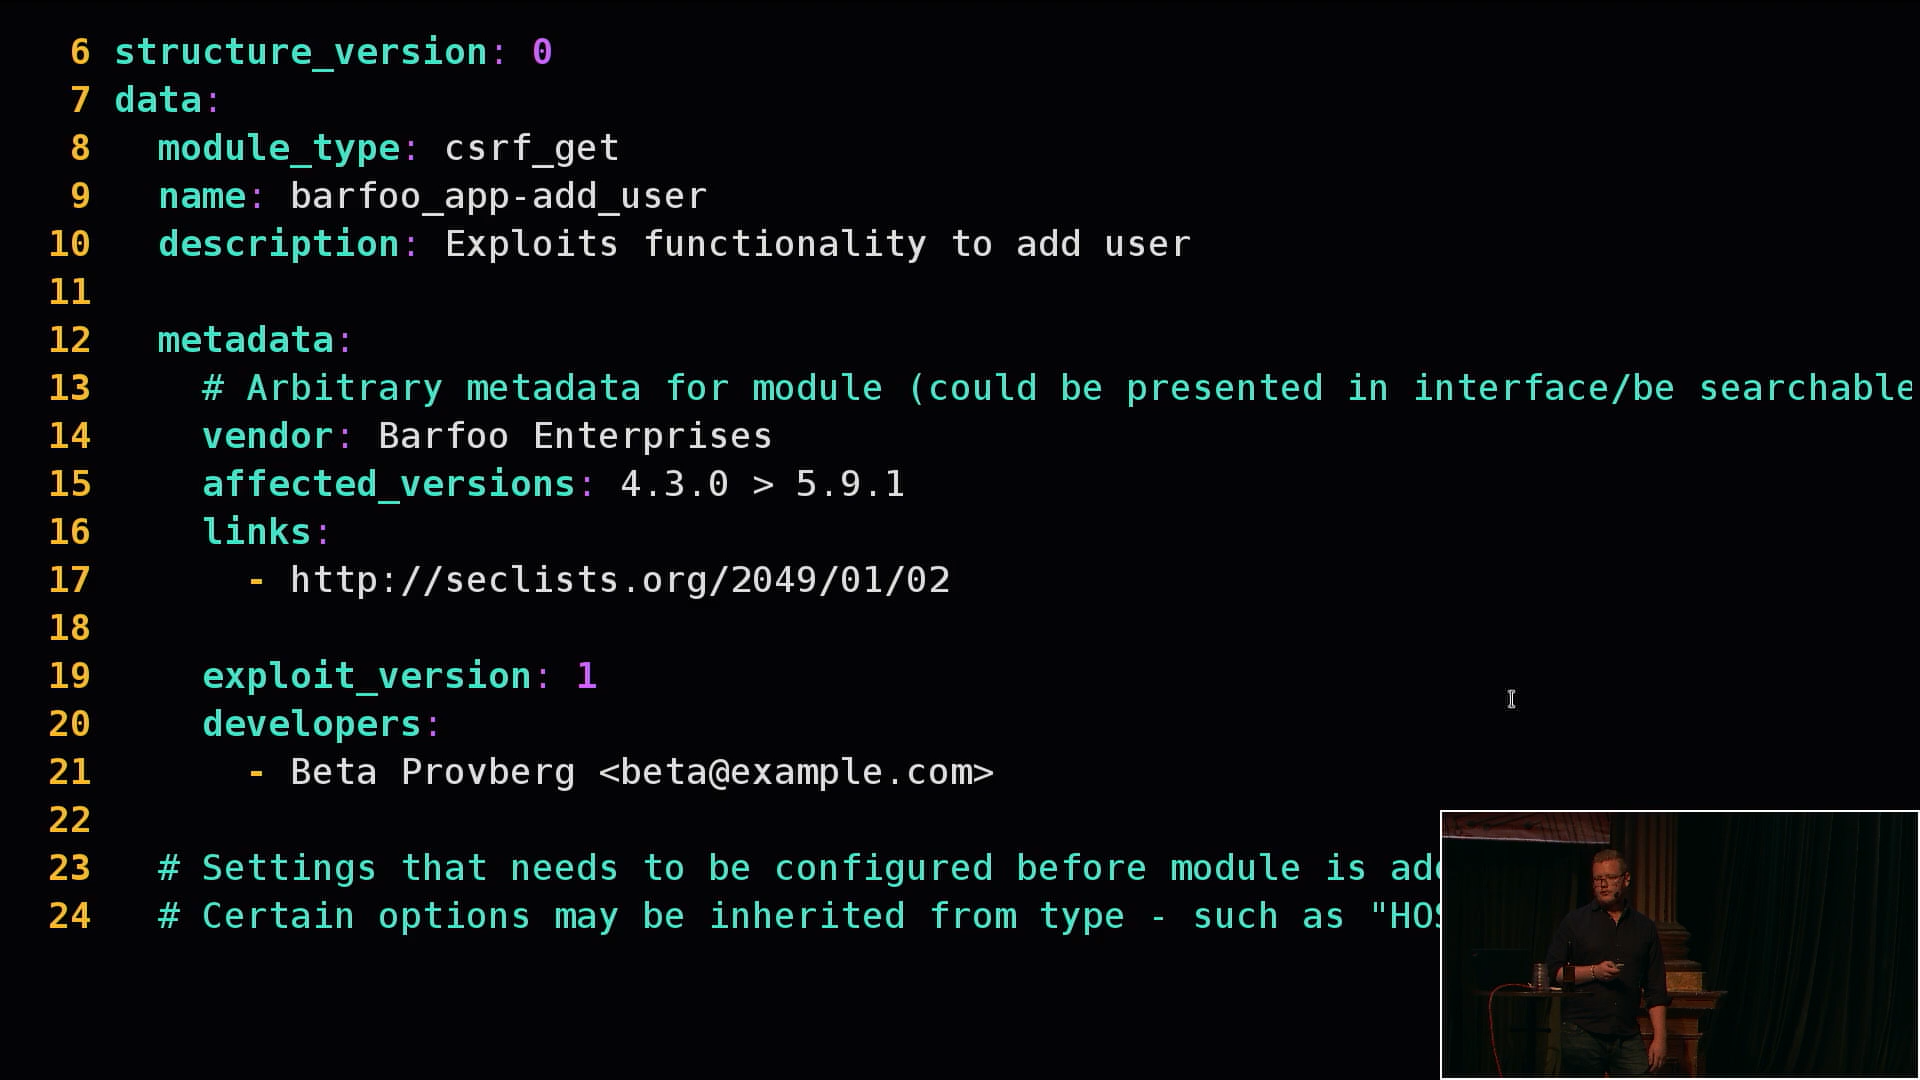 6 structure_version: 0
7 data:
8   module_type: csrf_get
9   name: barfoo_app-add_user
10   description: Exploits functionality to add user
11
12   metadata:
13     # Arbitrary metadata for module (could be presented in interface/be searchable
14     vendor: Barfoo Enterprises
15     affected_versions: 4.3.0 > 5.9.1
16     links:
17       - http://seclists.org/2049/01/02
18
19     exploit_version: 1
20     developers:
21       - Beta Provberg <beta@example.com>
22
23   # Settings that needs to be configured before module is
24   # Certain options may be inherited from type - such as